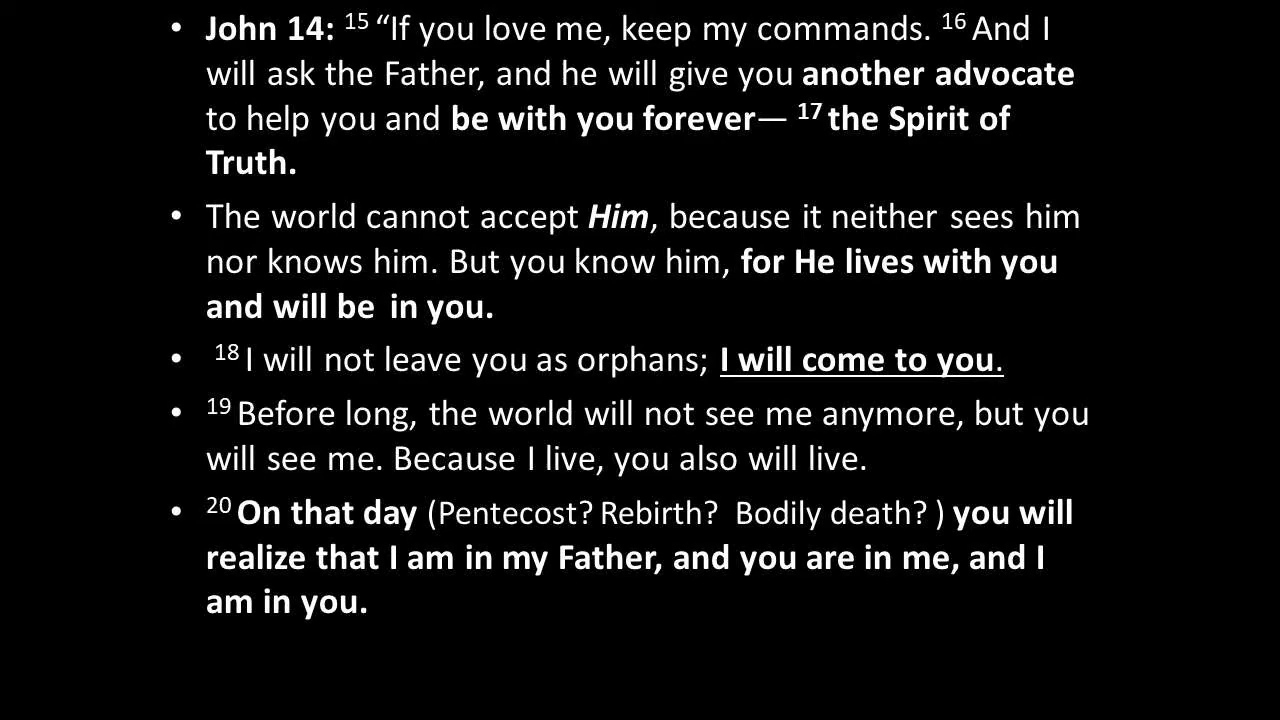 • John 14: 15 “If you love me, keep my commands. 16 And I
will ask the Father, and he will give you another advocate
to help you and be with you forever— 17 the Spirit of
Truth.
• The world cannot accept Him, because it neither sees him
nor knows him. But you know him, for He lives with you
and will be in you.
• 18 I will not leave you as orphans; I will come to you.
• 19 Before long, the world will not see me anymore, but you
will see me. Because I live, you also will live.
• 20 On that day (Pentecost? Rebirth? Bodily death? ) you will
realize that I am in my Father, and you are in me, and I
am in you.